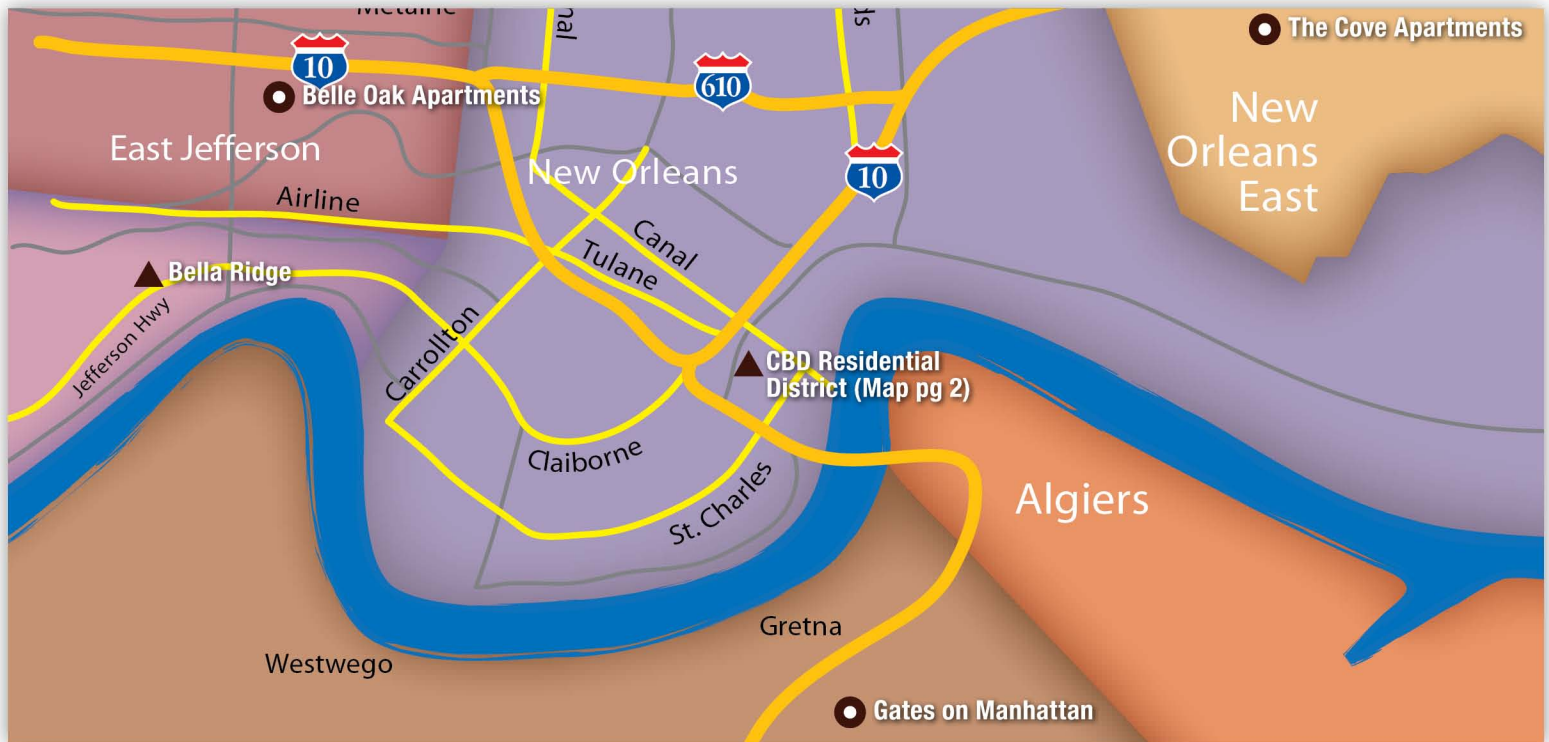 The Cove Apartments
10
610
Belle Oak Apartments
New
Orleans
East
East Jefferson
New Orleans
10
Airline
Canal
Tulane
Bella Ridge
Jefferson Hwy
Carrollton
CBD Residential
District (Map pg 2)
Claiborne
St. Charles
Algiers
Gretna
Westwego
Gates on Manhattan